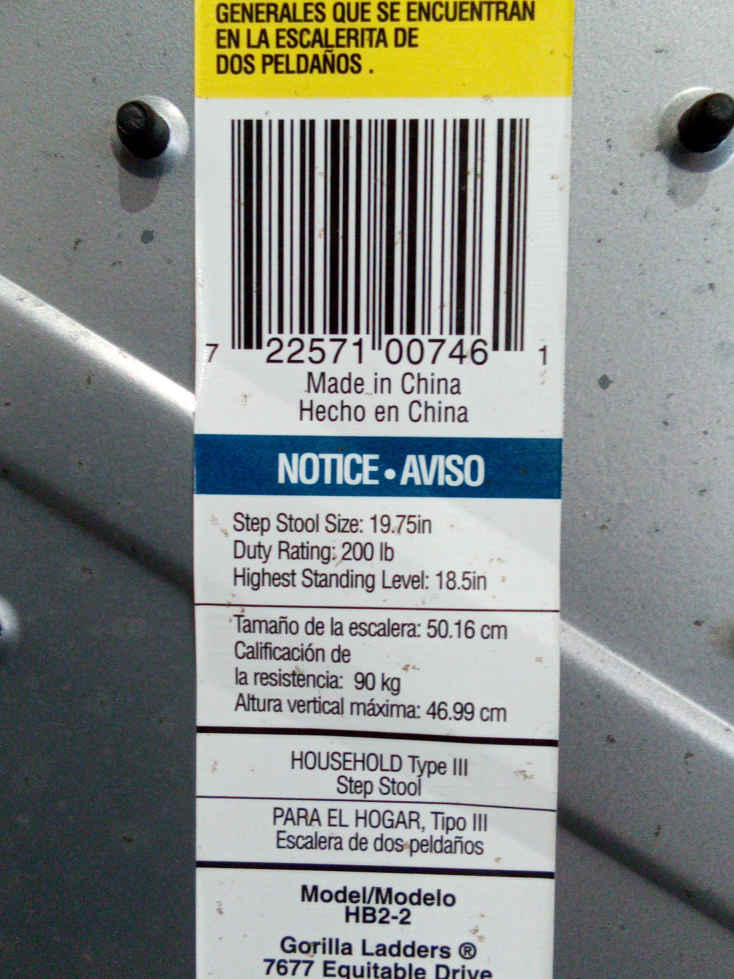 GENERALES QUE SE ENCUENTRAN
EN LA ESCALERITA DE
DOS PELDAÑOS .
7 22571 00746 1
Made in China
Hecho en China
NOTICE • AVISO
Step Stool Size: 19.75in
Duty Rating: 200 lb
Highest Standing Level: 18.5in
Tamaño de la escalera: 50.16 cm
Calificación de
la resistencia: 90 kg
Altura vertical máxima: 46.99 cm
HOUSEHOLD Type III
Step Stool
PARA EL HOGAR, Tipo III
Escalera de dos peldaños
Model/Modelo
HB2-2
Gorilla Ladders ®
7677 Equitable Drive